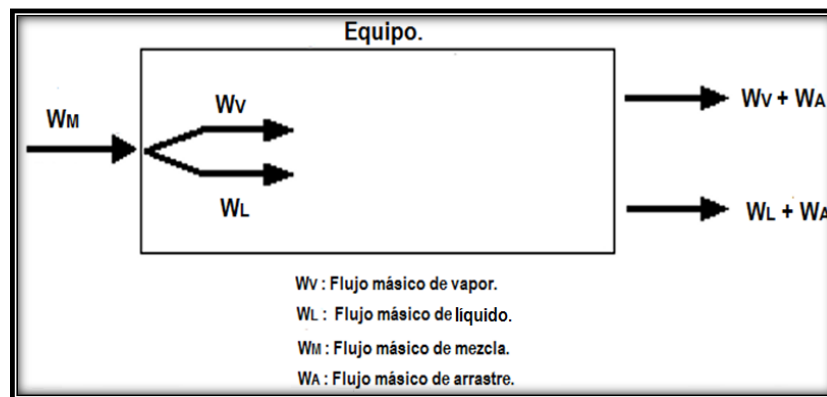 Equipo.
WM
WV
WL
WV + WA
WL + WA
WV : Flujo másico de vapor.
WL : Flujo másico de líquido.
WM : Flujo másico de mezcla.
WA : Flujo másico de arrastre.